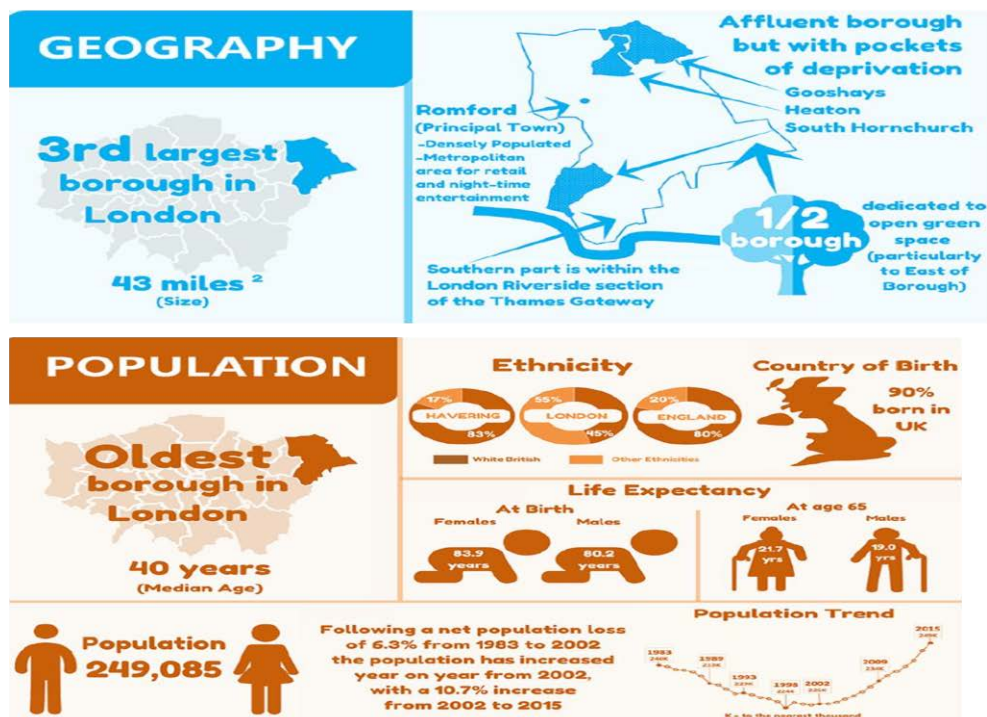 GEOGRAPHY
3rd largest
borough in
London
43 miles ²
(Size)
Affluent borough
but with pockets
of deprivation
Gooshays
Heaton
South Hornchurch
Romford
(Principal Town)
-Densely Populated
-Metropolitan
area for retail
and night-time
entertainment
Southern part is within the
London Riverside section
of the Thames Gateway
1/2
borough
dedicated to
open green
space
(particularly
to East of
Borough)
POPULATION
Oldest
borough in
London
40 years
(Median Age)
Ethnicity
17%
HAVERING
83%
55%
LONDON
45%
20%
ENGLAND
80%
White British
Other Ethnicities
Country of Birth
90%
born in
UK
Life Expectancy
At Birth
Females
Males
83.9
years
80.2
years
At age 65
Females
Males
21.7
yrs
19.0
yrs
Population
249,085
Following a net population loss
of 6.3% from 1983 to 2002
the population has increased
year on year from 2002,
with a 10.7% increase
from 2002 to 2015
Population Trend
1983
1989
1993
1998
2002
2009
2015
K = to the nearest thousand